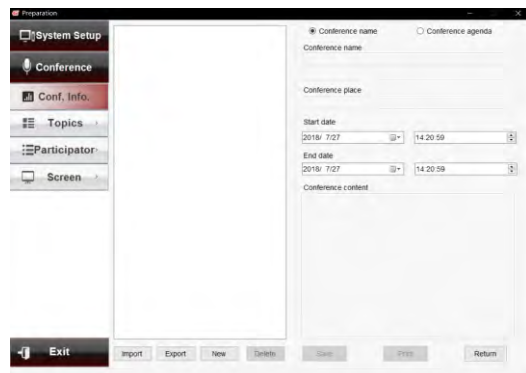 Preparation
System Setup
Conference
Conf. Info.
Topics
Participator
Screen
Exit
Conference name
Conference agenda
Conference name
Conference place
Start date
2018/ 7/27
14:20:59
End date
2018/ 7/27
14:20:59
Conference content
Import
Export
New
Delete
Save
Print
Return